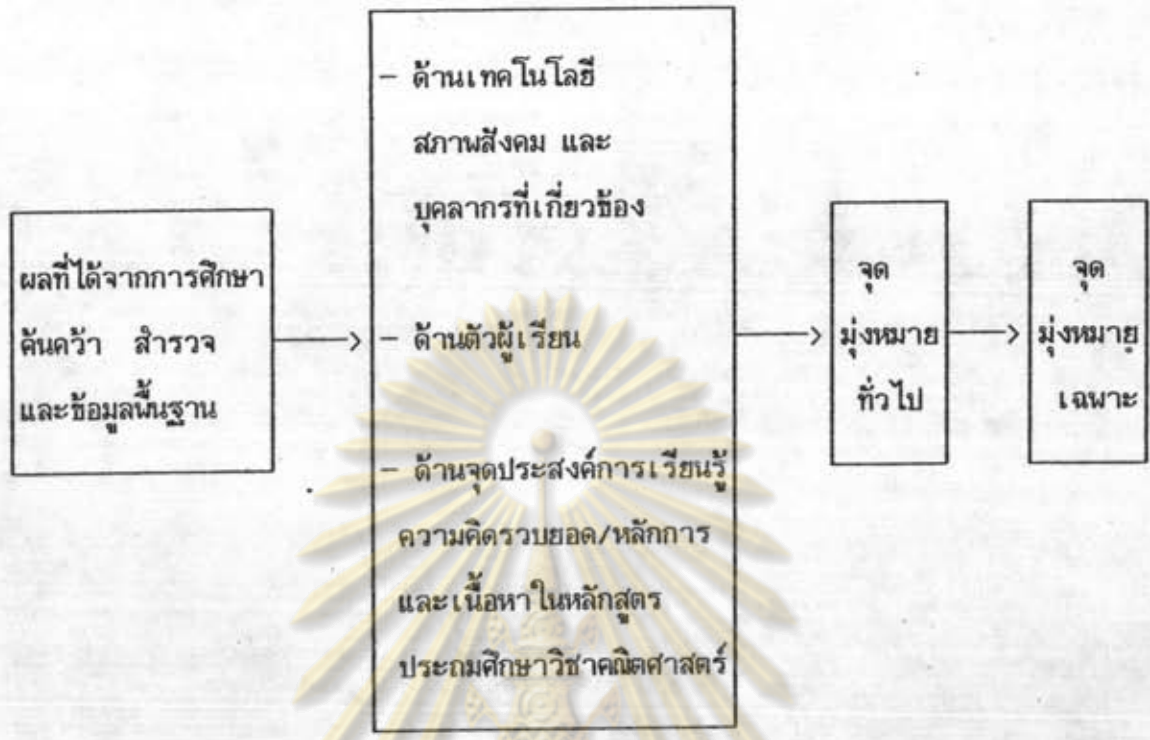 ผลที่ได้จากการศึกษา
ค้นคว้า สำรวจ
และข้อมูลพื้นฐาน
- ด้านเทคโนโลยี
สภาพสังคม และ
บุคลากรที่เกี่ยวข้อง
- ด้านตัวผู้เรียน
- ด้านจุดประสงค์การเรียนรู้
ความคิดรวบยอด/หลักการ
และเนื้อหาในหลักสูตร
ประถมศึกษาวิชาคณิตศาสตร์
จุด
มุ่งหมาย
ทั่วไป
จุด
มุ่งหมาย
เฉพาะ